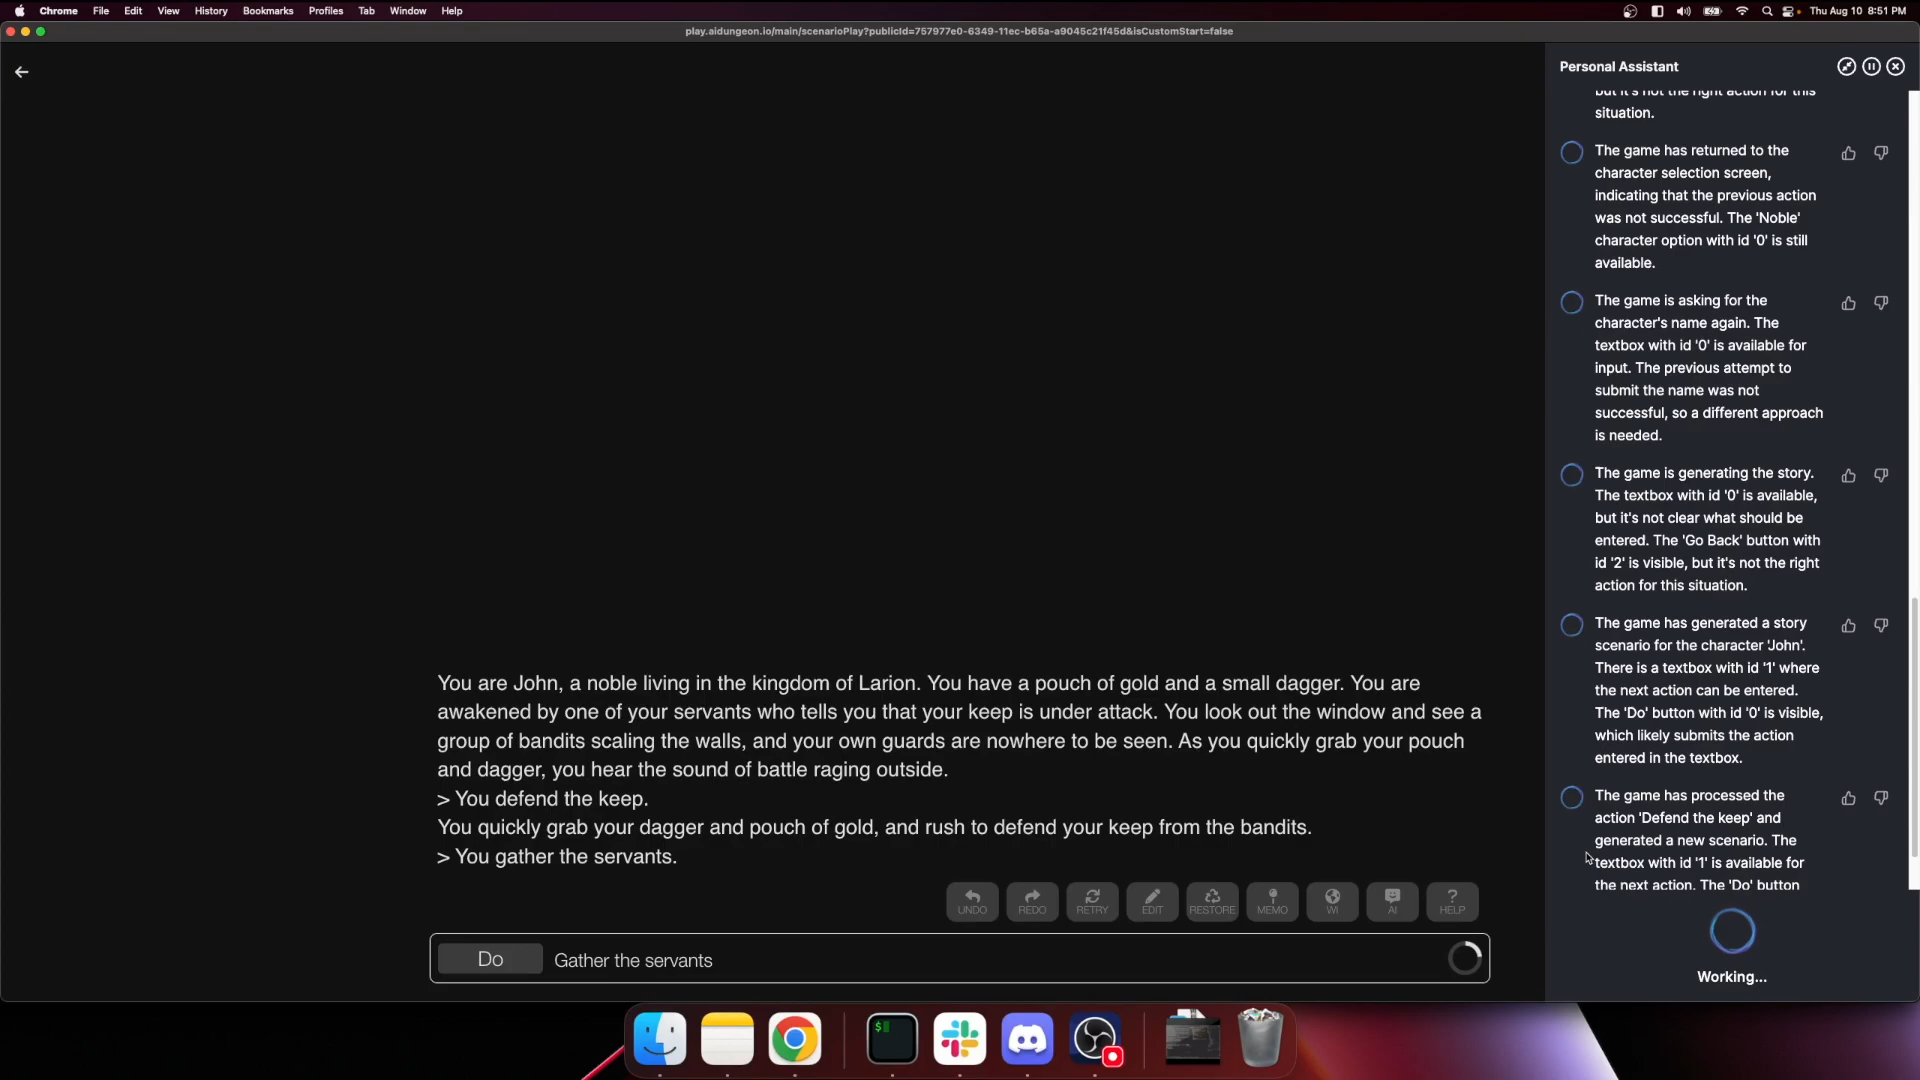 Chrome File Edit View History Bookmarks Profiles Tab Window Help
Thu Aug 10 8:51 PM
play.aidungeon.io/main/scenarioPlay?publicId=757977e0-6349-11ec-b65a-a9045c21f45d&isCustomStart=false
You are John, a noble living in the kingdom of Larion. You have a pouch of gold and a small dagger. You are
awakened by one of your servants who tells you that your keep is under attack. You look out the window and see a
group of bandits scaling the walls, and your own guards are nowhere to be seen. As you quickly grab your pouch
and dagger, you hear the sound of battle raging outside.
> You defend the keep.
You quickly grab your dagger and pouch of gold, and rush to defend your keep from the bandits.
> You gather the servants.
UNDO REDO RETRY EDIT RESTORE MEMO WI AI HELP
Do Gather the servants
Personal Assistant
but it's not the right action for this
situation.
The game has returned to the
character selection screen,
indicating that the previous action
was not successful. The 'Noble'
character option with id '0' is still
available.
The game is asking for the
character's name again. The
textbox with id '0' is available for
input. The previous attempt to
submit the name was not
successful, so a different approach
is needed.
The game is generating the story.
The textbox with id '0' is available,
but it's not clear what should be
entered. The 'Go Back' button with
id '2' is visible, but it's not the right
action for this situation.
The game has generated a story
scenario for the character 'John'.
There is a textbox with id '1' where
the next action can be entered.
The 'Do' button with id '0' is visible,
which likely submits the action
entered in the textbox.
The game has processed the
action 'Defend the keep' and
generated a new scenario. The
textbox with id '1' is available for
the next action. The 'Do' button
Working...